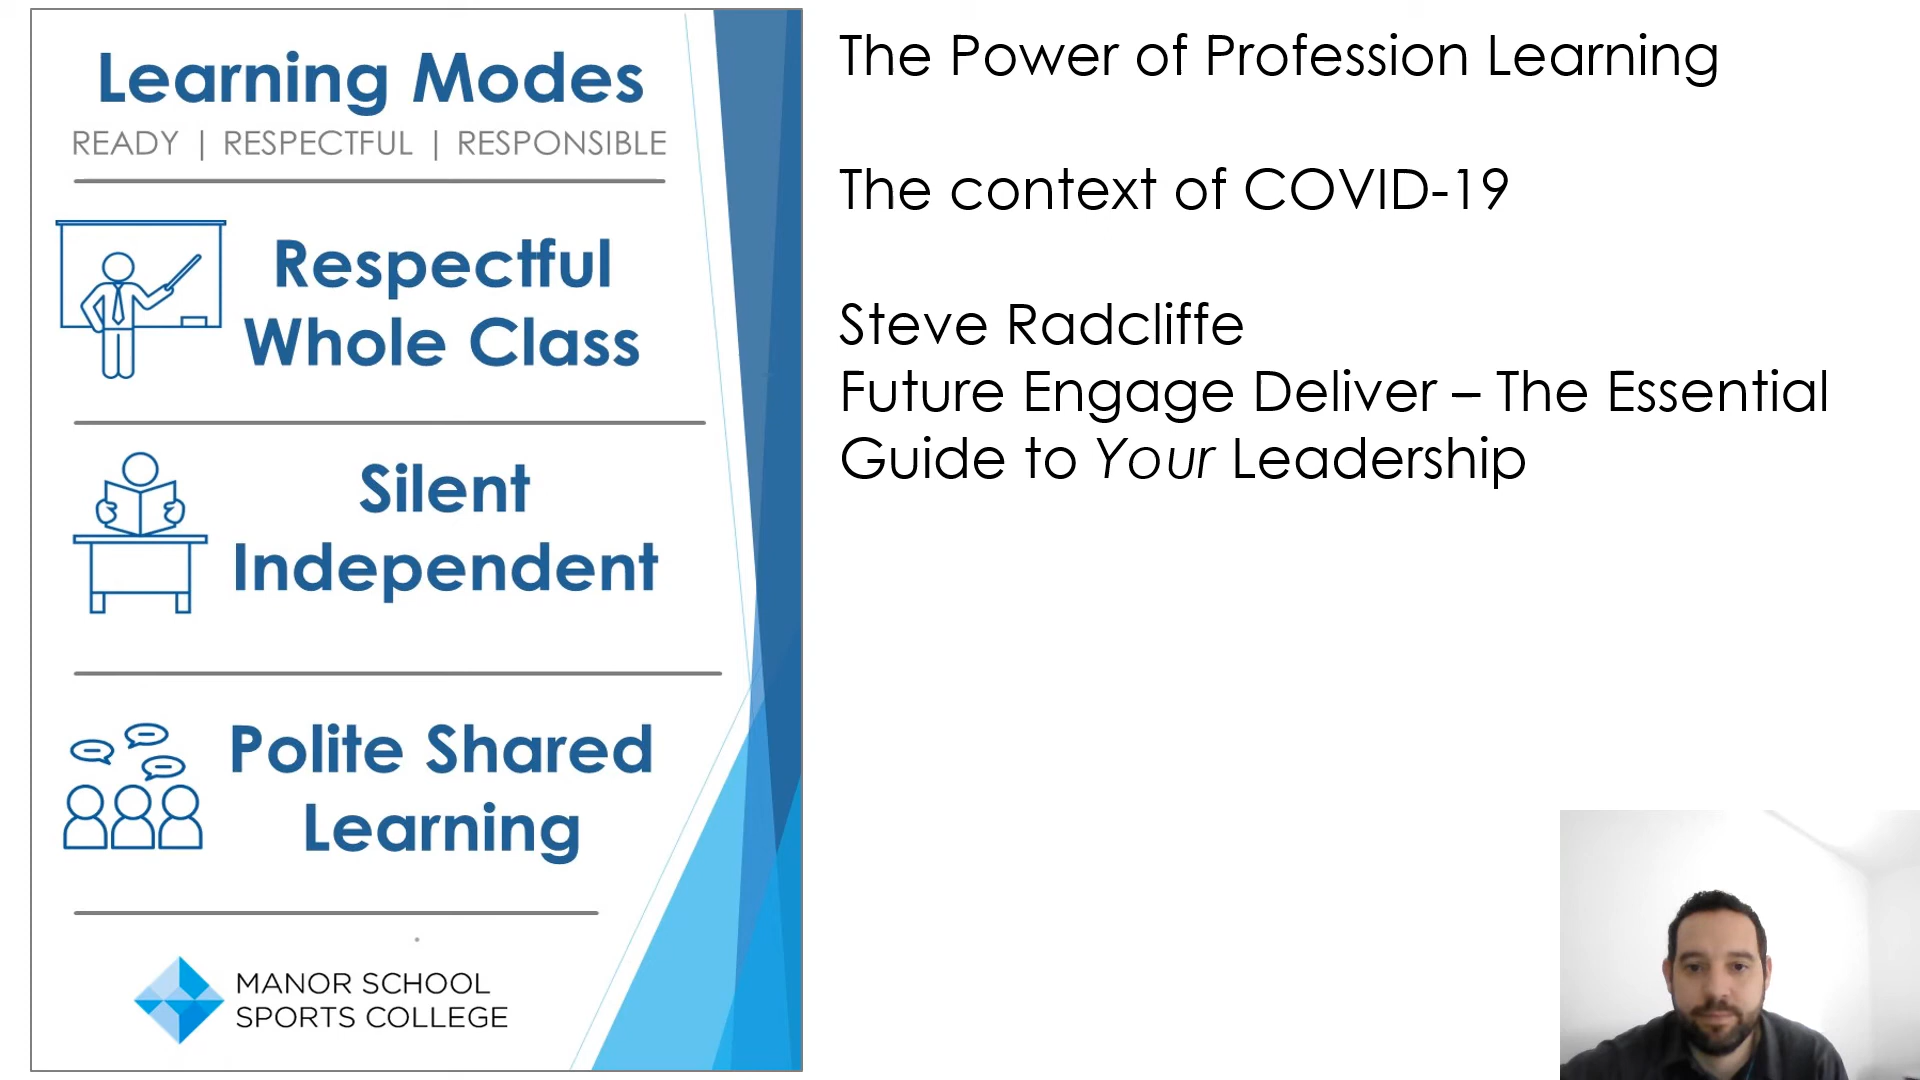 Learning Modes
READY | RESPECTFUL | RESPONSIBLE
Respectful
Whole Class
Silent
Independent
Polite Shared
Learning
MANOR SCHOOL
SPORTS COLLEGE
The Power of Profession Learning
The context of COVID-19
Steve Radcliffe
Future Engage Deliver – The Essential
Guide to Your Leadership